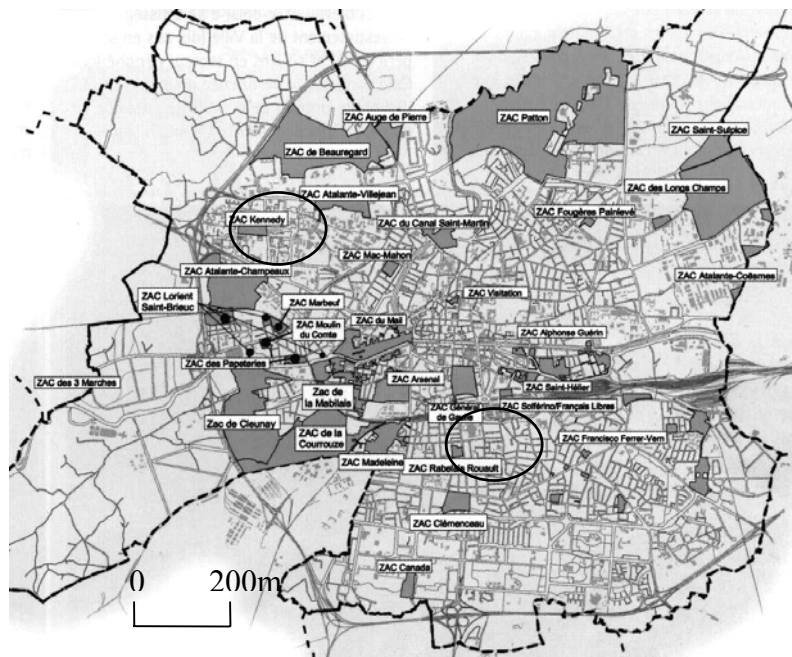 ZAC Auge de Pierre
ZAC Patton
ZAC Saint-Sulpice
ZAC de Beauregard
ZAC des Longs Champs
ZAC Atalante-Villejean
ZAC Kennedy
ZAC du Canal Saint-Martin
ZAC Fougères Painlevé
ZAC Mac-Mahon
ZAC Atalante-Champeaux
ZAC Atalante-Coësmes
ZAC Lorient
Saint-Brieuc
ZAC Marbeuf
ZAC Visitation
ZAC Moulin
du Comte
ZAC du Mail
ZAC Alphonse Guérin
ZAC des Papeteries
ZAC des 3 Marches
Zac de
la Mabilais
ZAC Arsenal
ZAC Saint-Hélier
ZAC Général
de Gaulle
ZAC Solférino/Français Libres
Zac de Cleunay
ZAC de la
Courrouze
ZAC Francisco Ferrer-Vern
ZAC Madeleine
ZAC Rabelais Rouault
ZAC Clémenceau
ZAC Canada
0 200m